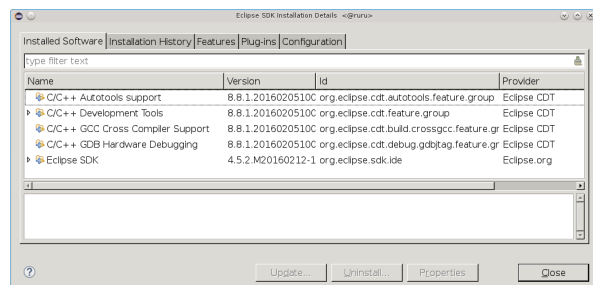 Eclipse SDK Installation Details <@ruru>
Installed Software Installation History Features Plug-ins Configuration
type filter text
Name Version Id Provider
C/C++ Autotools support 8.8.1.20160205100 org.eclipse.cdt.autotools.feature.group Eclipse CDT
C/C++ Development Tools 8.8.1.20160205100 org.eclipse.cdt.feature.group Eclipse CDT
C/C++ GCC Cross Compiler Support 8.8.1.20160205100 org.eclipse.cdt.build.crossgcc.feature.gr Eclipse CDT
C/C++ GDB Hardware Debugging 8.8.1.20160205100 org.eclipse.cdt.debug.gdbjtag.feature.gr Eclipse CDT
Eclipse SDK 4.5.2.M20160212-1 org.eclipse.sdk.ide Eclipse.org
? Update... Uninstall... Properties Close